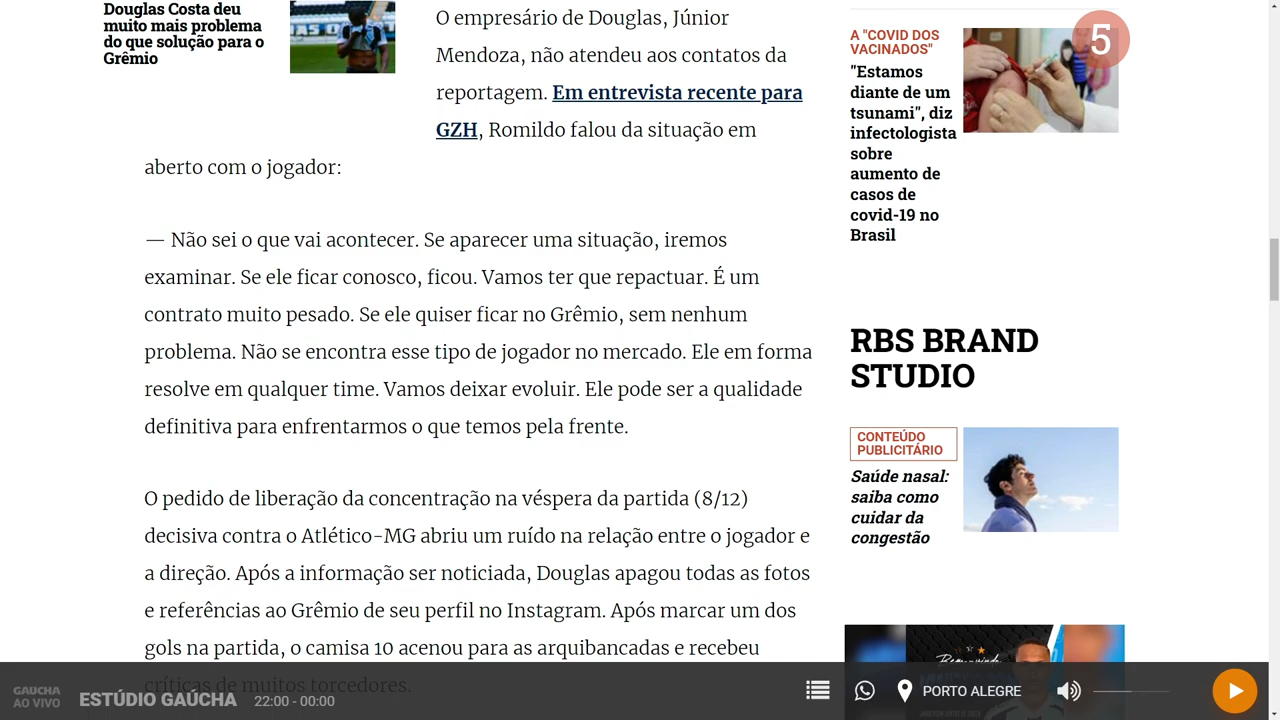 Douglas Costa deu
muito mais problema
do que solução para o
Grêmio
O empresário de Douglas, Júnior
Mendoza, não atendeu aos contatos da
reportagem. Em entrevista recente para
GZH, Romildo falou da situação em
aberto com o jogador:
— Não sei o que vai acontecer. Se aparecer uma situação, iremos
examinar. Se ele ficar conosco, ficou. Vamos ter que repactuar. É um
contrato muito pesado. Se ele quiser ficar no Grêmio, sem nenhum
problema. Não se encontra esse tipo de jogador no mercado. Ele em forma
resolve em qualquer time. Vamos deixar evoluir. Ele pode ser a qualidade
definitiva para enfrentarmos o que temos pela frente.
O pedido de liberação da concentração na véspera da partida (8/12)
decisiva contra o Atlético-MG abriu um ruído na relação entre o jogador e
a direção. Após a informação ser noticiada, Douglas apagou todas as fotos
e referências ao Grêmio de seu perfil no Instagram. Após marcar um dos
gols na partida, o camisa 10 acenou para as arquibancadas e recebeu
críticas de muitos torcedores.
A "COVID DOS
VACINADOS"
5
"Estamos
diante de um
tsunami", diz
infectologista
sobre
aumento de
casos de
covid-19 no
Brasil
RBS BRAND
STUDIO
CONTEÚDO
PUBLICITÁRIO
Saúde nasal:
saiba como
cuidar da
congestão
GAUCHA
AO VIVO
ESTÚDIO GAÚCHA
22:00 - 00:00
PORTO ALEGRE